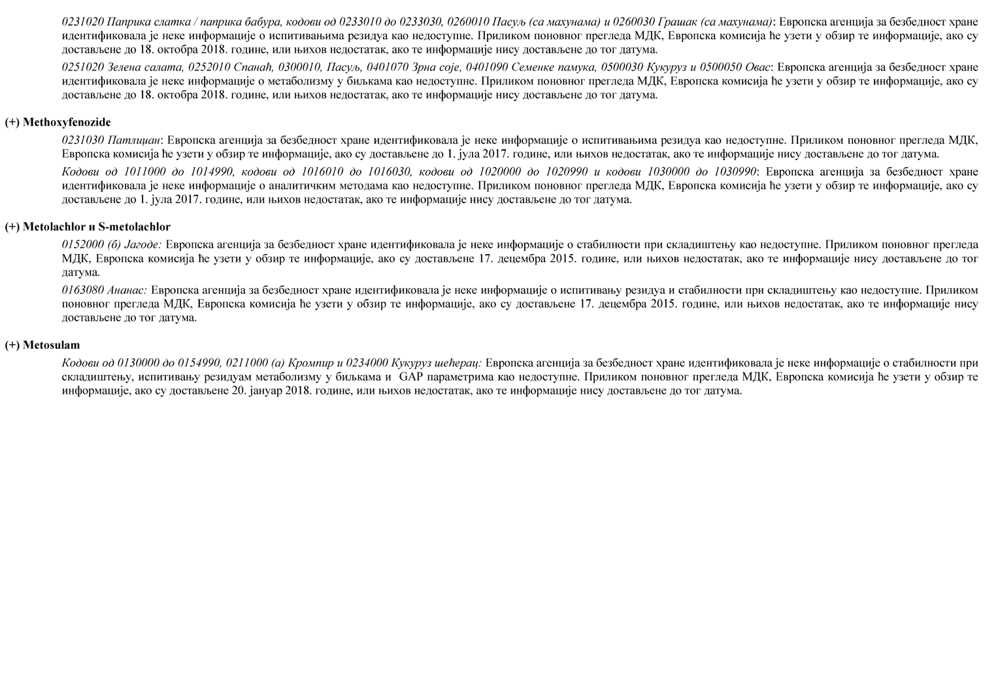 0231020 Паприка слатка / паприка бабура, кодови од 0233010 до 0233030, 0260010 Пасуљ (са махунама) и 0260030 Грашак (са махунама): Европска агенција за безбедност хране
идентификовала је неке информације о испитивањима резидуа као недоступне. Приликом поновног прегледа МДК, Европска комисија ће узети у обзир те информације, ако су
достављене до 18. октобра 2018. године, или њихов недостатак, ако те информације нису достављене до тог датума.
0251020 Зелена салата, 0252010 Спанаћ, 0300010, Пасуљ, 0401070 Зрна соје, 0401090 Семенке памука, 0500030 Кукуруз и 0500050 Овас: Европска агенција за безбедност хране
идентификовала је неке информације о метаболизму у биљкама као недоступне. Приликом поновног прегледа МДК, Европска комисија ће узети у обзир те информације, ако су
достављене до 18. октобра 2018. године, или њихов недостатак, ако те информације нису достављене до тог датума.
(+) Methoxyfenozide
0231030 Патлиџан: Европска агенција за безбедност хране идентификовала је неке информације о испитивањима резидуа као недоступне. Приликом поновног прегледа МДК,
Европска комисија ће узети у обзир те информације, ако су достављене до 1. јула 2017. године, или њихов недостатак, ако те информације нису достављене до тог датума.
Кодови од 1011000 до 1014990, кодови од 1016010 до 1016030, кодови од 1020000 до 1020990 и кодови 1030000 до 1030990: Европска агенција за безбедност хране
идентификовала је неке информације о аналитичким методама као недоступне. Приликом поновног прегледа МДК, Европска комисија ће узети у обзир те информације, ако су
достављене до 1. јула 2017. године, или њихов недостатак, ако те информације нису достављене до тог датума.
(+) Metolachlor и S-metolachlor
0152000 (б) Јагоде: Европска агенција за безбедност хране идентификовала је неке информације о стабилности при складиштењу као недоступне. Приликом поновног прегледа
МДК, Европска комисија ће узети у обзир те информације, ако су достављене 17. децембра 2015. године, или њихов недостатак, ако те информације нису достављене до тог
датума.
0163080 Ананас: Европска агенција за безбедност хране идентификовала је неке информације о испитивању резидуа и стабилности при складиштењу као недоступне. Приликом
поновног прегледа МДК, Европска комисија ће узети у обзир те информације, ако су достављене 17. децембра 2015. године, или њихов недостатак, ако те информације нису
достављене до тог датума.
(+) Metosulam
Кодови од 0130000 до 0154990, 0211000 (а) Кромпир и 0234000 Кукуруз шећерац: Европска агенција за безбедност хране идентификовала је неке информације о стабилности при
складиштењу, испитивању резидуам метаболизму у биљкама и  GAP параметрима као недоступне. Приликом поновног прегледа МДК, Европска комисија ће узети у обзир те
информације, ако су достављене 20. јануар 2018. године, или њихов недостатак, ако те информације нису достављене до тог датума.